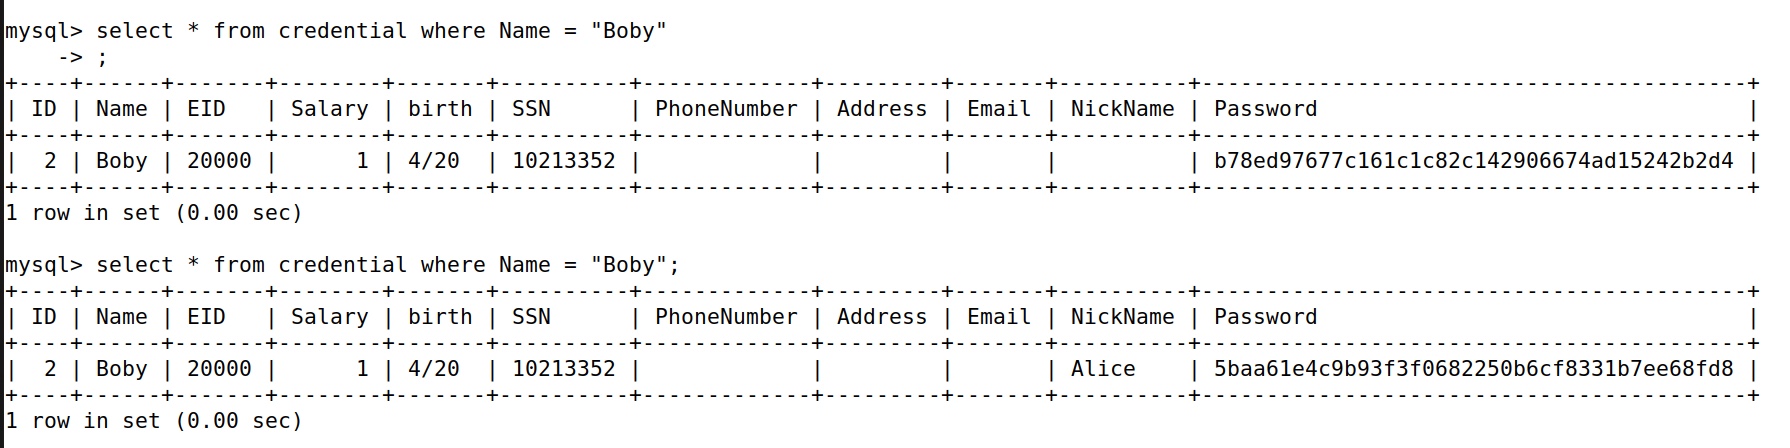 mysql> select * from credential where Name = "Boby"
    -> ;
+----+------+-------+--------+-------+----------+-------------+---------+-------+----------+------------------------------------------+
| ID | Name | EID   | Salary | birth | SSN      | PhoneNumber | Address | Email | NickName | Password                                 |
+----+------+-------+--------+-------+----------+-------------+---------+-------+----------+------------------------------------------+
|  2 | Boby | 20000 |      1 | 4/20  | 10213352 |             |         |       |          | b78ed97677c161c1c82c142906674ad15242b2d4 |
+----+------+-------+--------+-------+----------+-------------+---------+-------+----------+------------------------------------------+
1 row in set (0.00 sec)

mysql> select * from credential where Name = "Boby";
+----+------+-------+--------+-------+----------+-------------+---------+-------+----------+------------------------------------------+
| ID | Name | EID   | Salary | birth | SSN      | PhoneNumber | Address | Email | NickName | Password                                 |
+----+------+-------+--------+-------+----------+-------------+---------+-------+----------+------------------------------------------+
|  2 | Boby | 20000 |      1 | 4/20  | 10213352 |             |         |       | Alice    | 5baa61e4c9b93f3f0682250b6cf8331b7ee68fd8 |
+----+------+-------+--------+-------+----------+-------------+---------+-------+----------+------------------------------------------+
1 row in set (0.00 sec)